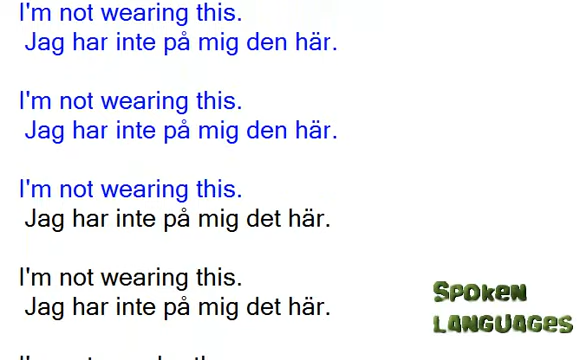 I'm not wearing this.
Jag har inte på mig den här.
I'm not wearing this.
Jag har inte på mig den här.
I'm not wearing this.
Jag har inte på mig det här.
I'm not wearing this.
Jag har inte på mig det här.
Spoken
Languages